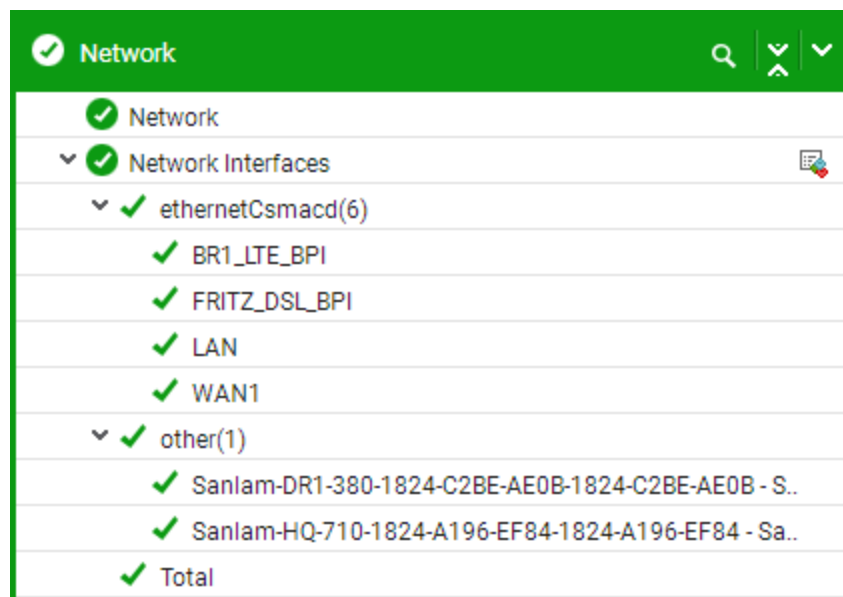 Network
Network
Network Interfaces
ethernetCsmacd(6)
BR1_LTE_BPI
FRITZ_DSL_BPI
LAN
WAN1
other(1)
Sanlam-DR1-380-1824-C2BE-AE0B-1824-C2BE-AE0B - S..
Sanlam-HQ-710-1824-A196-EF84-1824-A196-EF84 - Sa..
Total